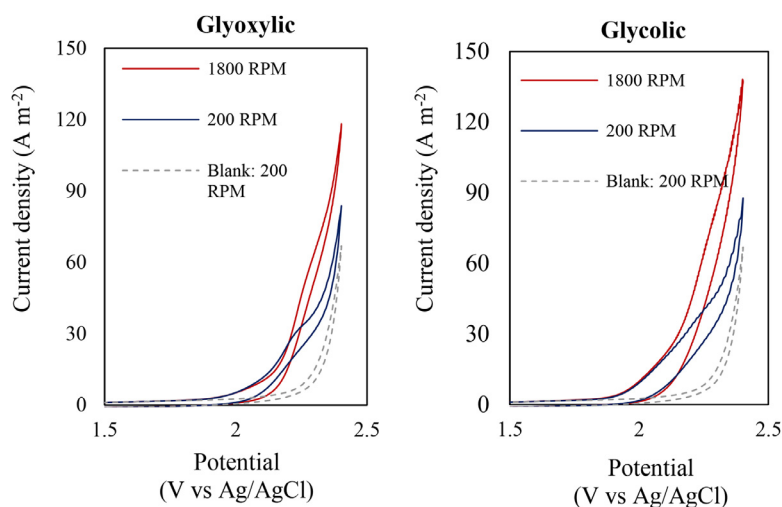 Glyoxylic
150
120
90
60
30
0
1.5
2
2.5
Current density (A m⁻²)
1800 RPM
200 RPM
Blank: 200
RPM
Potential
(V vs Ag/AgCl)
Glycolic
150
120
90
60
30
0
1.5
2
2.5
Current density (A m⁻²)
1800 RPM
200 RPM
Blank: 200 RPM
Potential
(V vs Ag/AgCl)